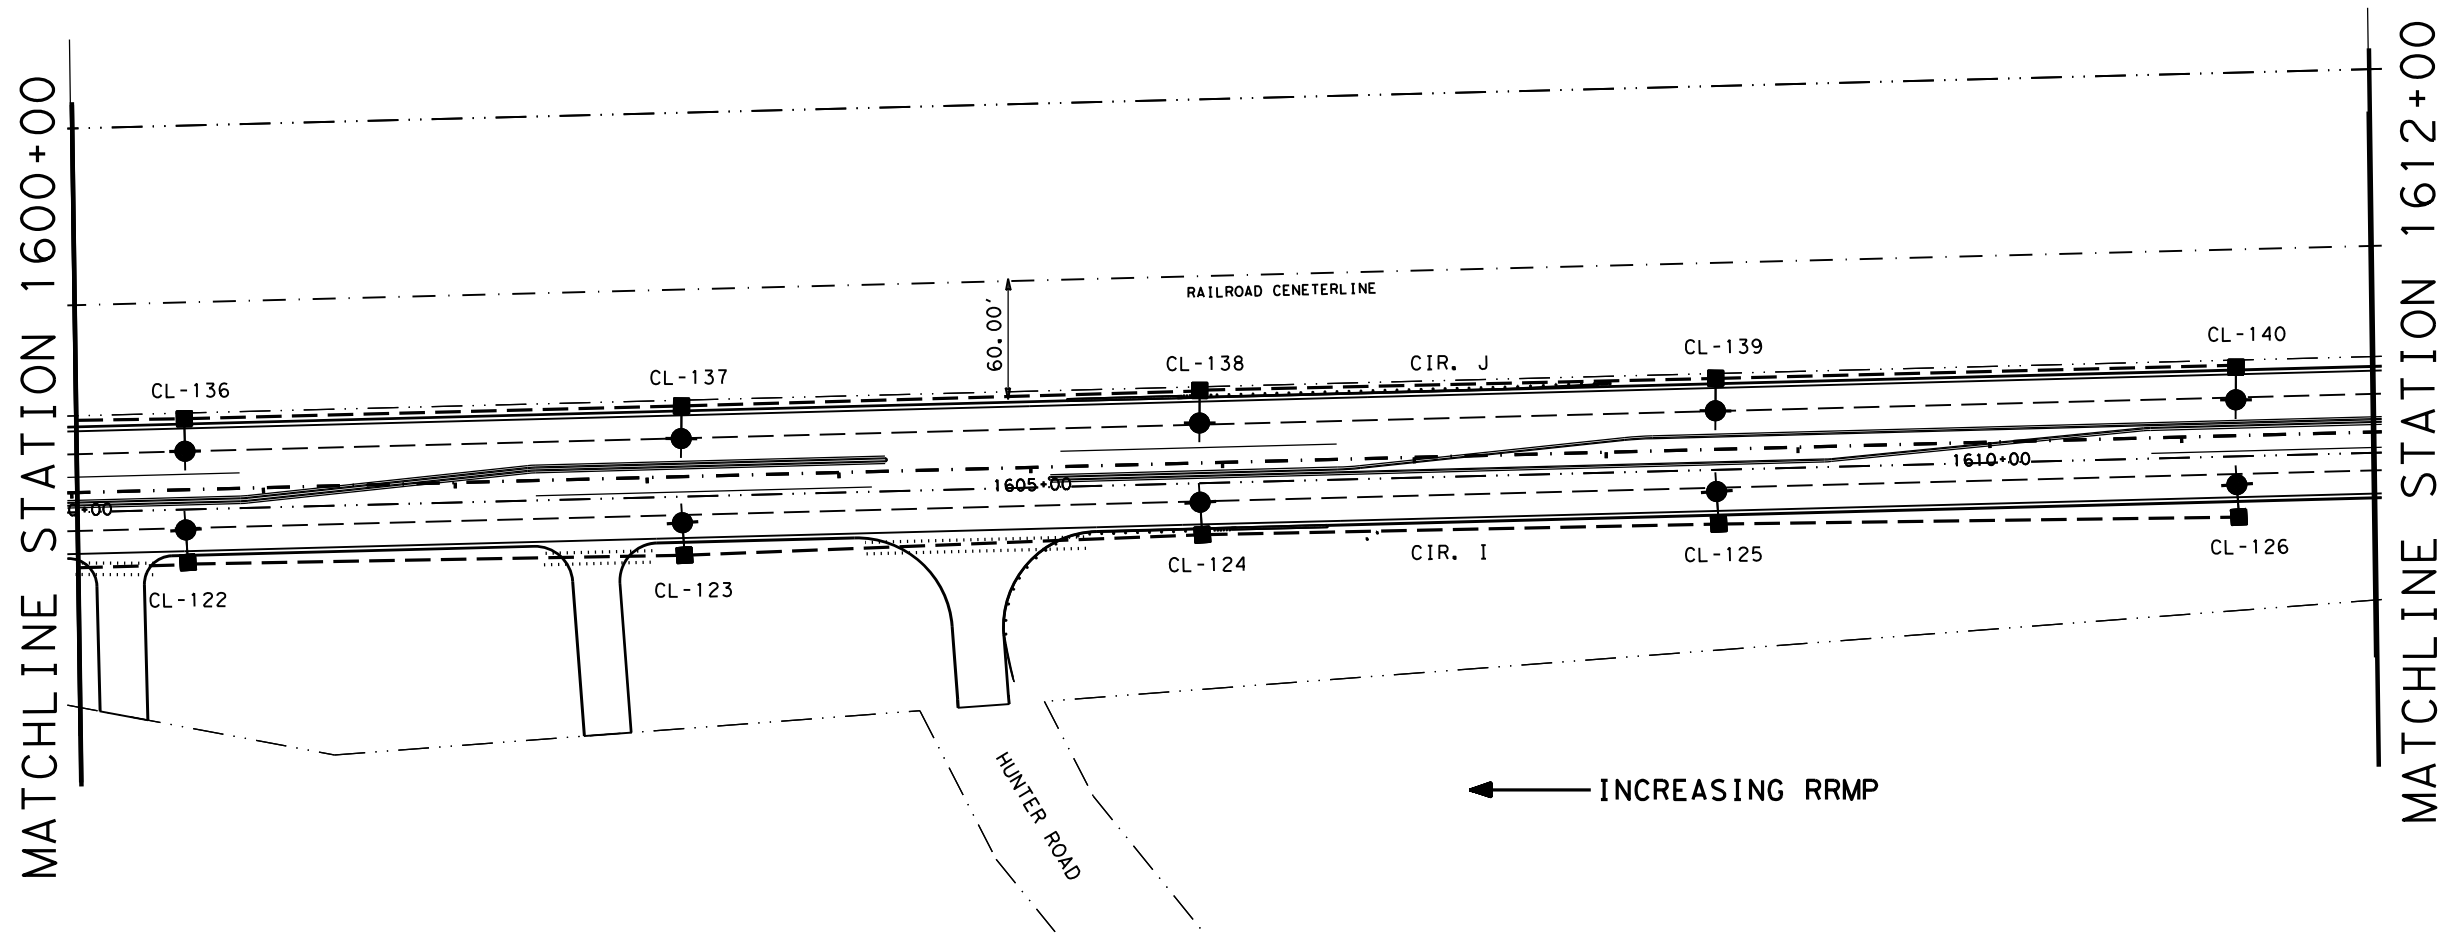 MATCHLINE STATION 1600+00
MATCHLINE STATION 1612+00
RAILROAD CENETERLINE
60.00'
CL-136
CL-137
CL-138
CIR. J
CL-139
CL-140
0+00
1605+00
1610+00
CL-122
CL-123
CL-124
CIR. I
CL-125
CL-126
HUNTER ROAD
INCREASING RRMP